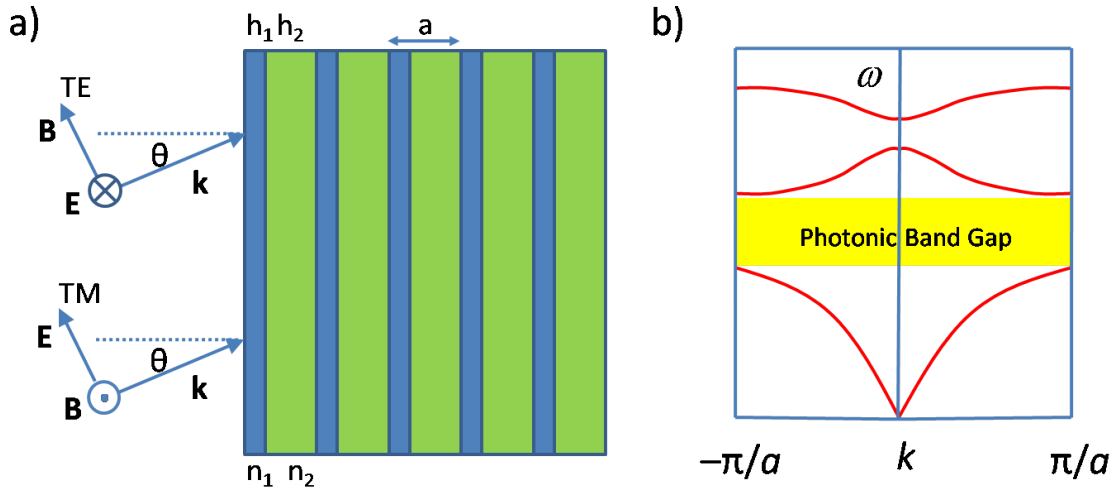 a)
h₁ h₂
a
TE
B
θ
k
E
TM
E
θ
k
B
n₁ n₂
b)
ω
Photonic Band Gap
–π/a
k
π/a